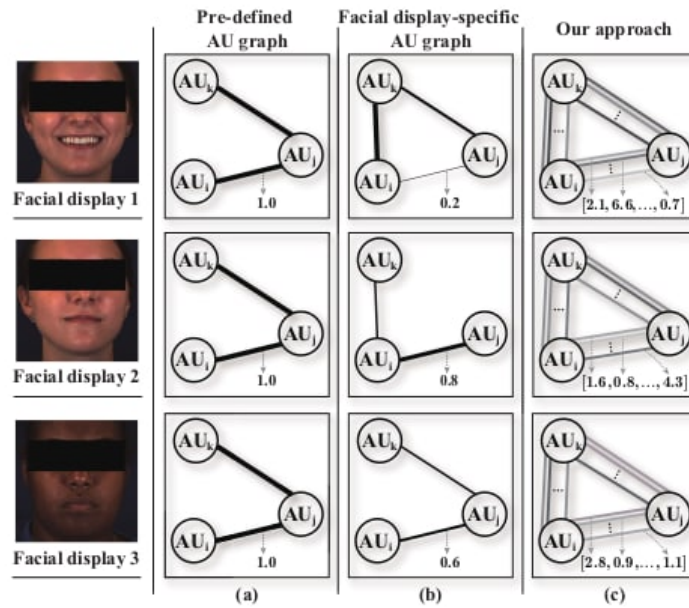 Pre-defined
AU graph
Facial display-specific
AU graph
Our approach
AUk
AUj
AUi
1.0
AUk
AUj
AUi
0.2
AUk
AUj
AUi
...
...
...
[2.1, 6.6, ..., 0.7]
Facial display 1
AUk
AUj
AUi
1.0
AUk
AUj
AUi
0.8
AUk
AUj
AUi
...
...
...
[1.6, 0.8, ..., 4.3]
Facial display 2
AUk
AUj
AUi
1.0
AUk
AUj
AUi
0.6
AUk
AUj
AUi
...
...
...
[2.8, 0.9, ..., 1.1]
Facial display 3
(a)
(b)
(c)